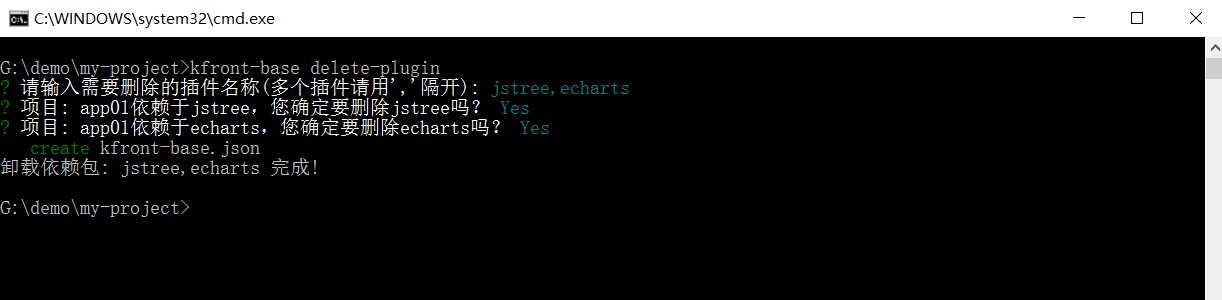 C:\WINDOWS\system32\cmd.exe
G:\demo\my-project>kfront-base delete-plugin
? 请输入需要删除的插件名称(多个插件请用','隔开): jstree,echarts
? 项目: app01依赖于jstree，您确定要删除jstree吗？ Yes
? 项目: app01依赖于echarts，您确定要删除echarts吗？ Yes
create kfront-base.json
卸载依赖包: jstree,echarts 完成!
G:\demo\my-project>